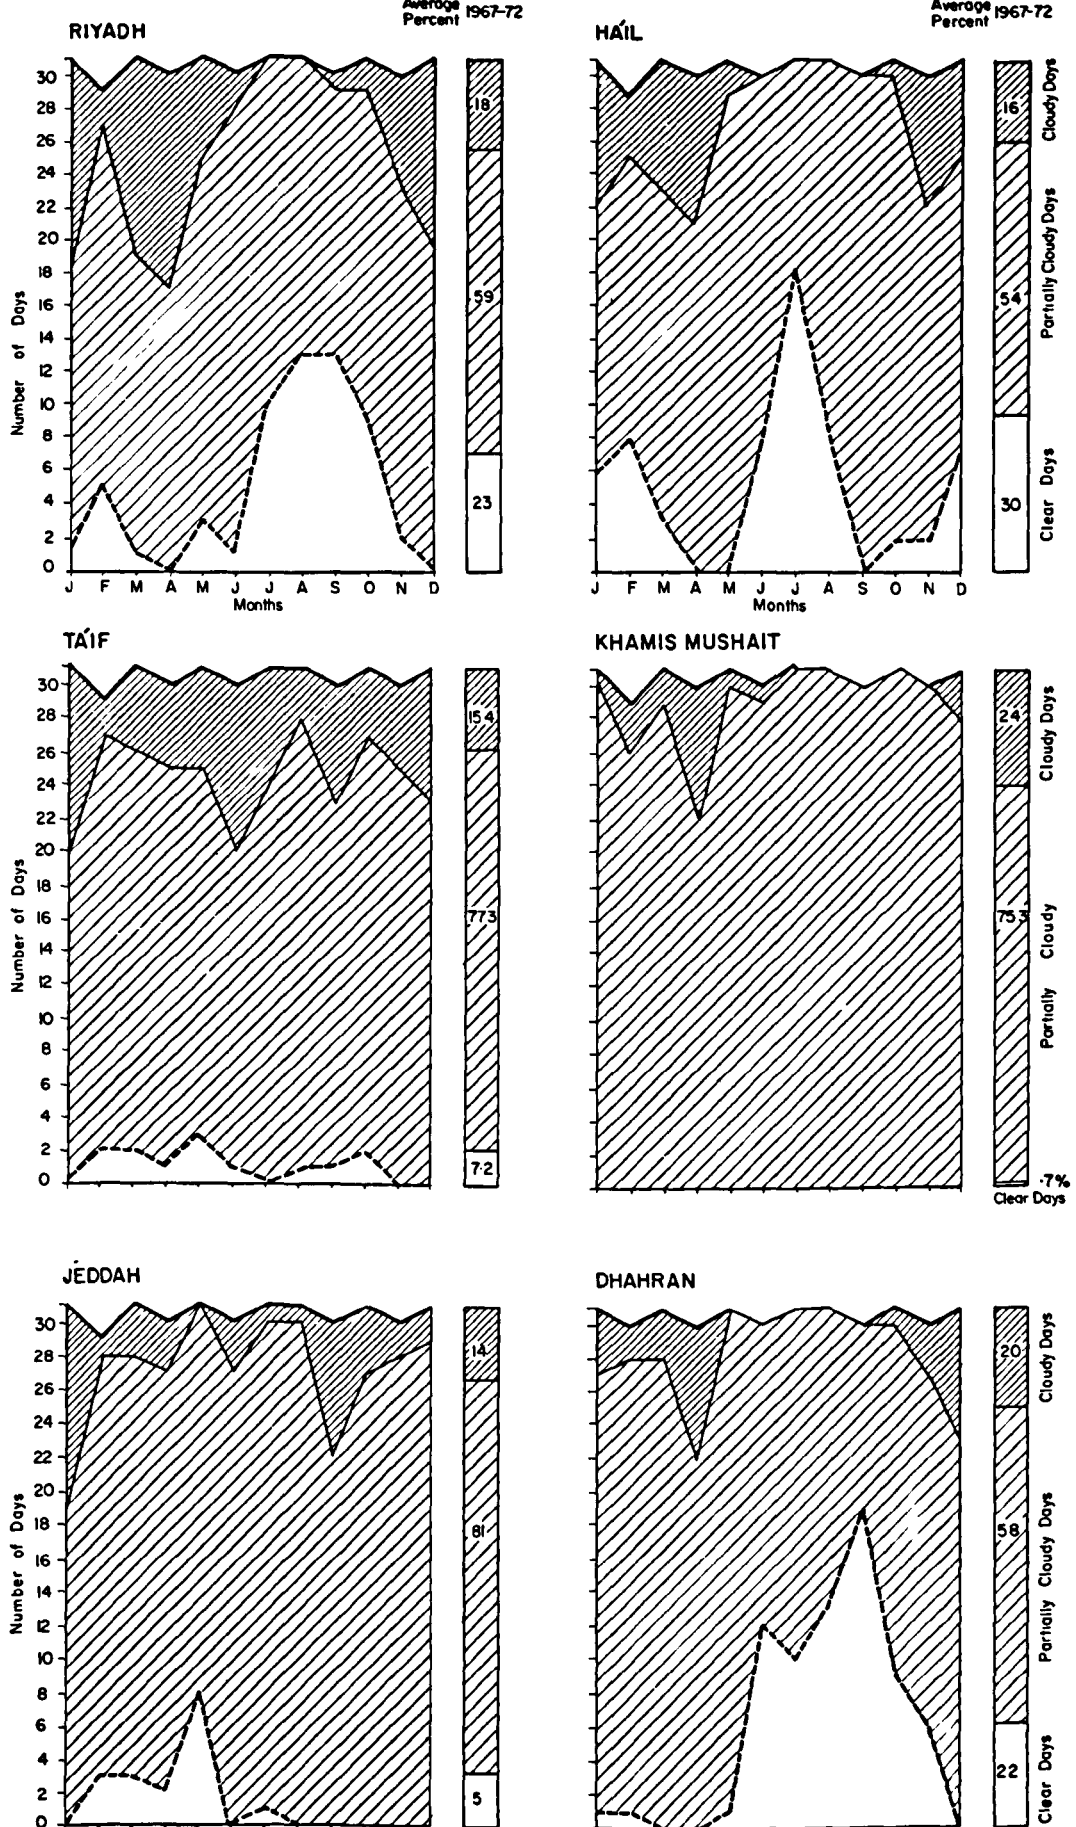 Average
Percent 1967-72
RIYADH
30
28
26
24
22
20
18
16
14
12
10
8
6
4
2
0
Number of Days
J F M A M J J A S O N D
Months
18
59
23
Average
Percent 1967-72
HÁIL
J F M A M J J A S O N D
Months
16
54
30
Cloudy Days
Partially Cloudy Days
Clear Days
TÁIF
30
28
26
24
22
20
18
16
14
12
10
8
6
4
2
0
Number of Days
15.4
77.3
7.2
KHAMIS MUSHAIT
24
75.3
.7%
Clear Days
Cloudy Days
Partially Cloudy
JEDDAH
30
28
26
24
22
20
18
16
14
12
10
8
6
4
2
0
Number of Days
14
81
5
DHAHRAN
20
58
22
Cloudy Days
Partially Cloudy Days
Clear Days